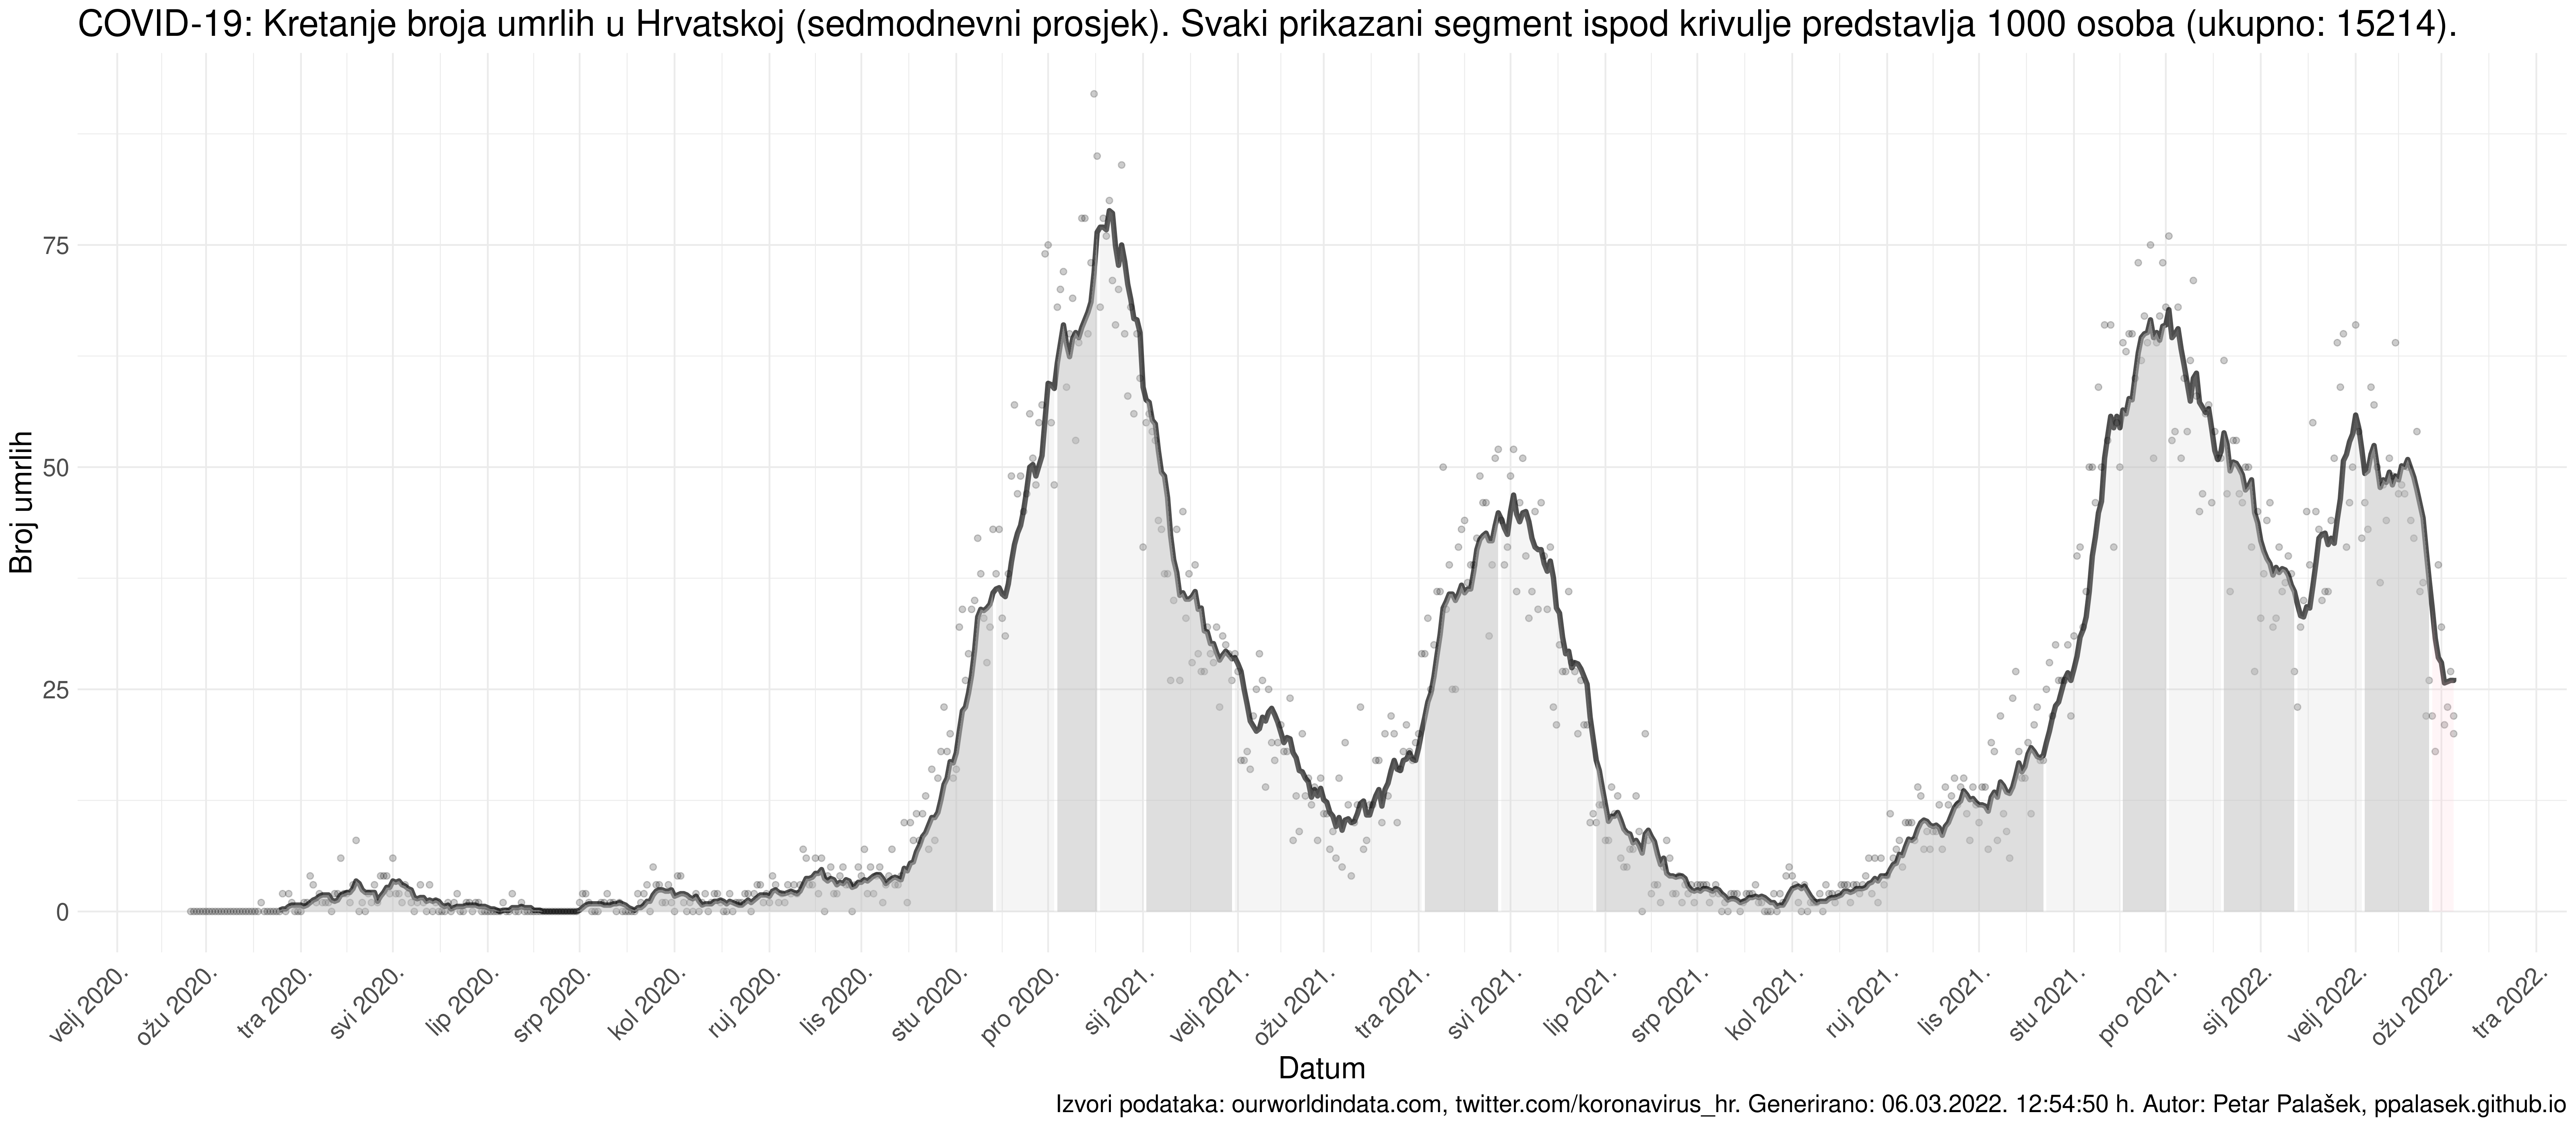 COVID-19: Kretanje broja umrlih u Hrvatskoj (sedmodnevni prosjek). Svaki prikazani segment ispod krivulje predstavlja 1000 osoba (ukupno: 15214).
Broj umrlih
75
50
25
0
velj 2020.
ožu 2020.
tra 2020.
svi 2020.
lip 2020.
srp 2020.
kol 2020.
ruj 2020.
lis 2020.
stu 2020.
pro 2020.
sij 2021.
velj 2021.
ožu 2021.
tra 2021.
svi 2021.
lip 2021.
srp 2021.
kol 2021.
ruj 2021.
lis 2021.
stu 2021.
pro 2021.
sij 2022.
velj 2022.
ožu 2022.
tra 2022.
Datum
Izvori podataka: ourworldindata.com, twitter.com/koronavirus_hr. Generirano: 06.03.2022. 12:54:50 h. Autor: Petar Palašek, ppalasek.github.io